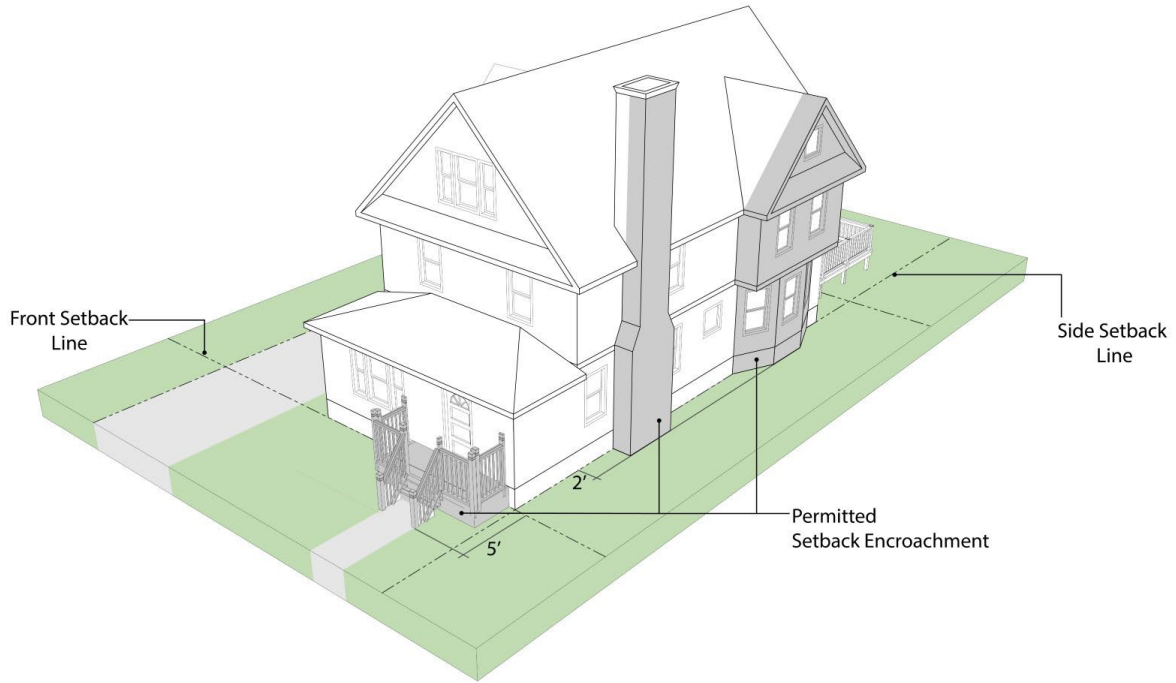 Front Setback
Line
Side Setback
Line
2’
5’
Permitted
Setback Encroachment